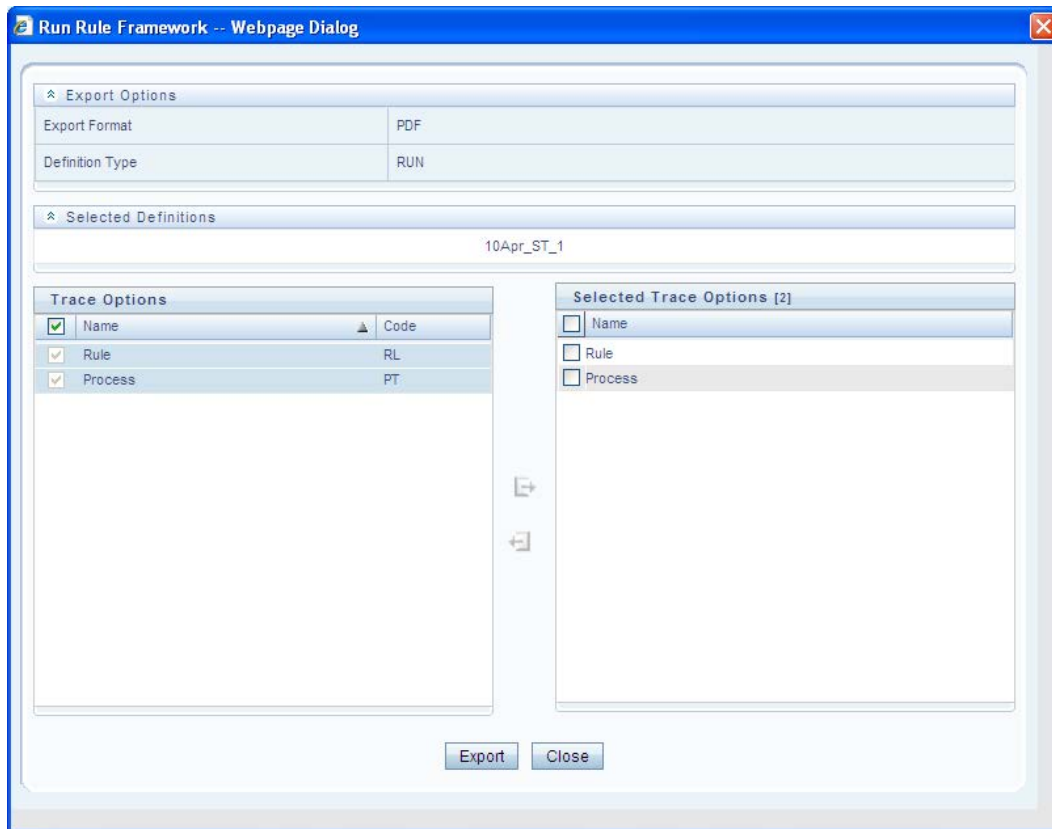 Run Rule Framework -- Webpage Dialog
Export Options
Export Format PDF
Definition Type RUN
Selected Definitions
10Apr_ST_1
Trace Options
Name Code
Rule RL
Process PT
Selected Trace Options [2]
Name
Rule
Process
Export Close